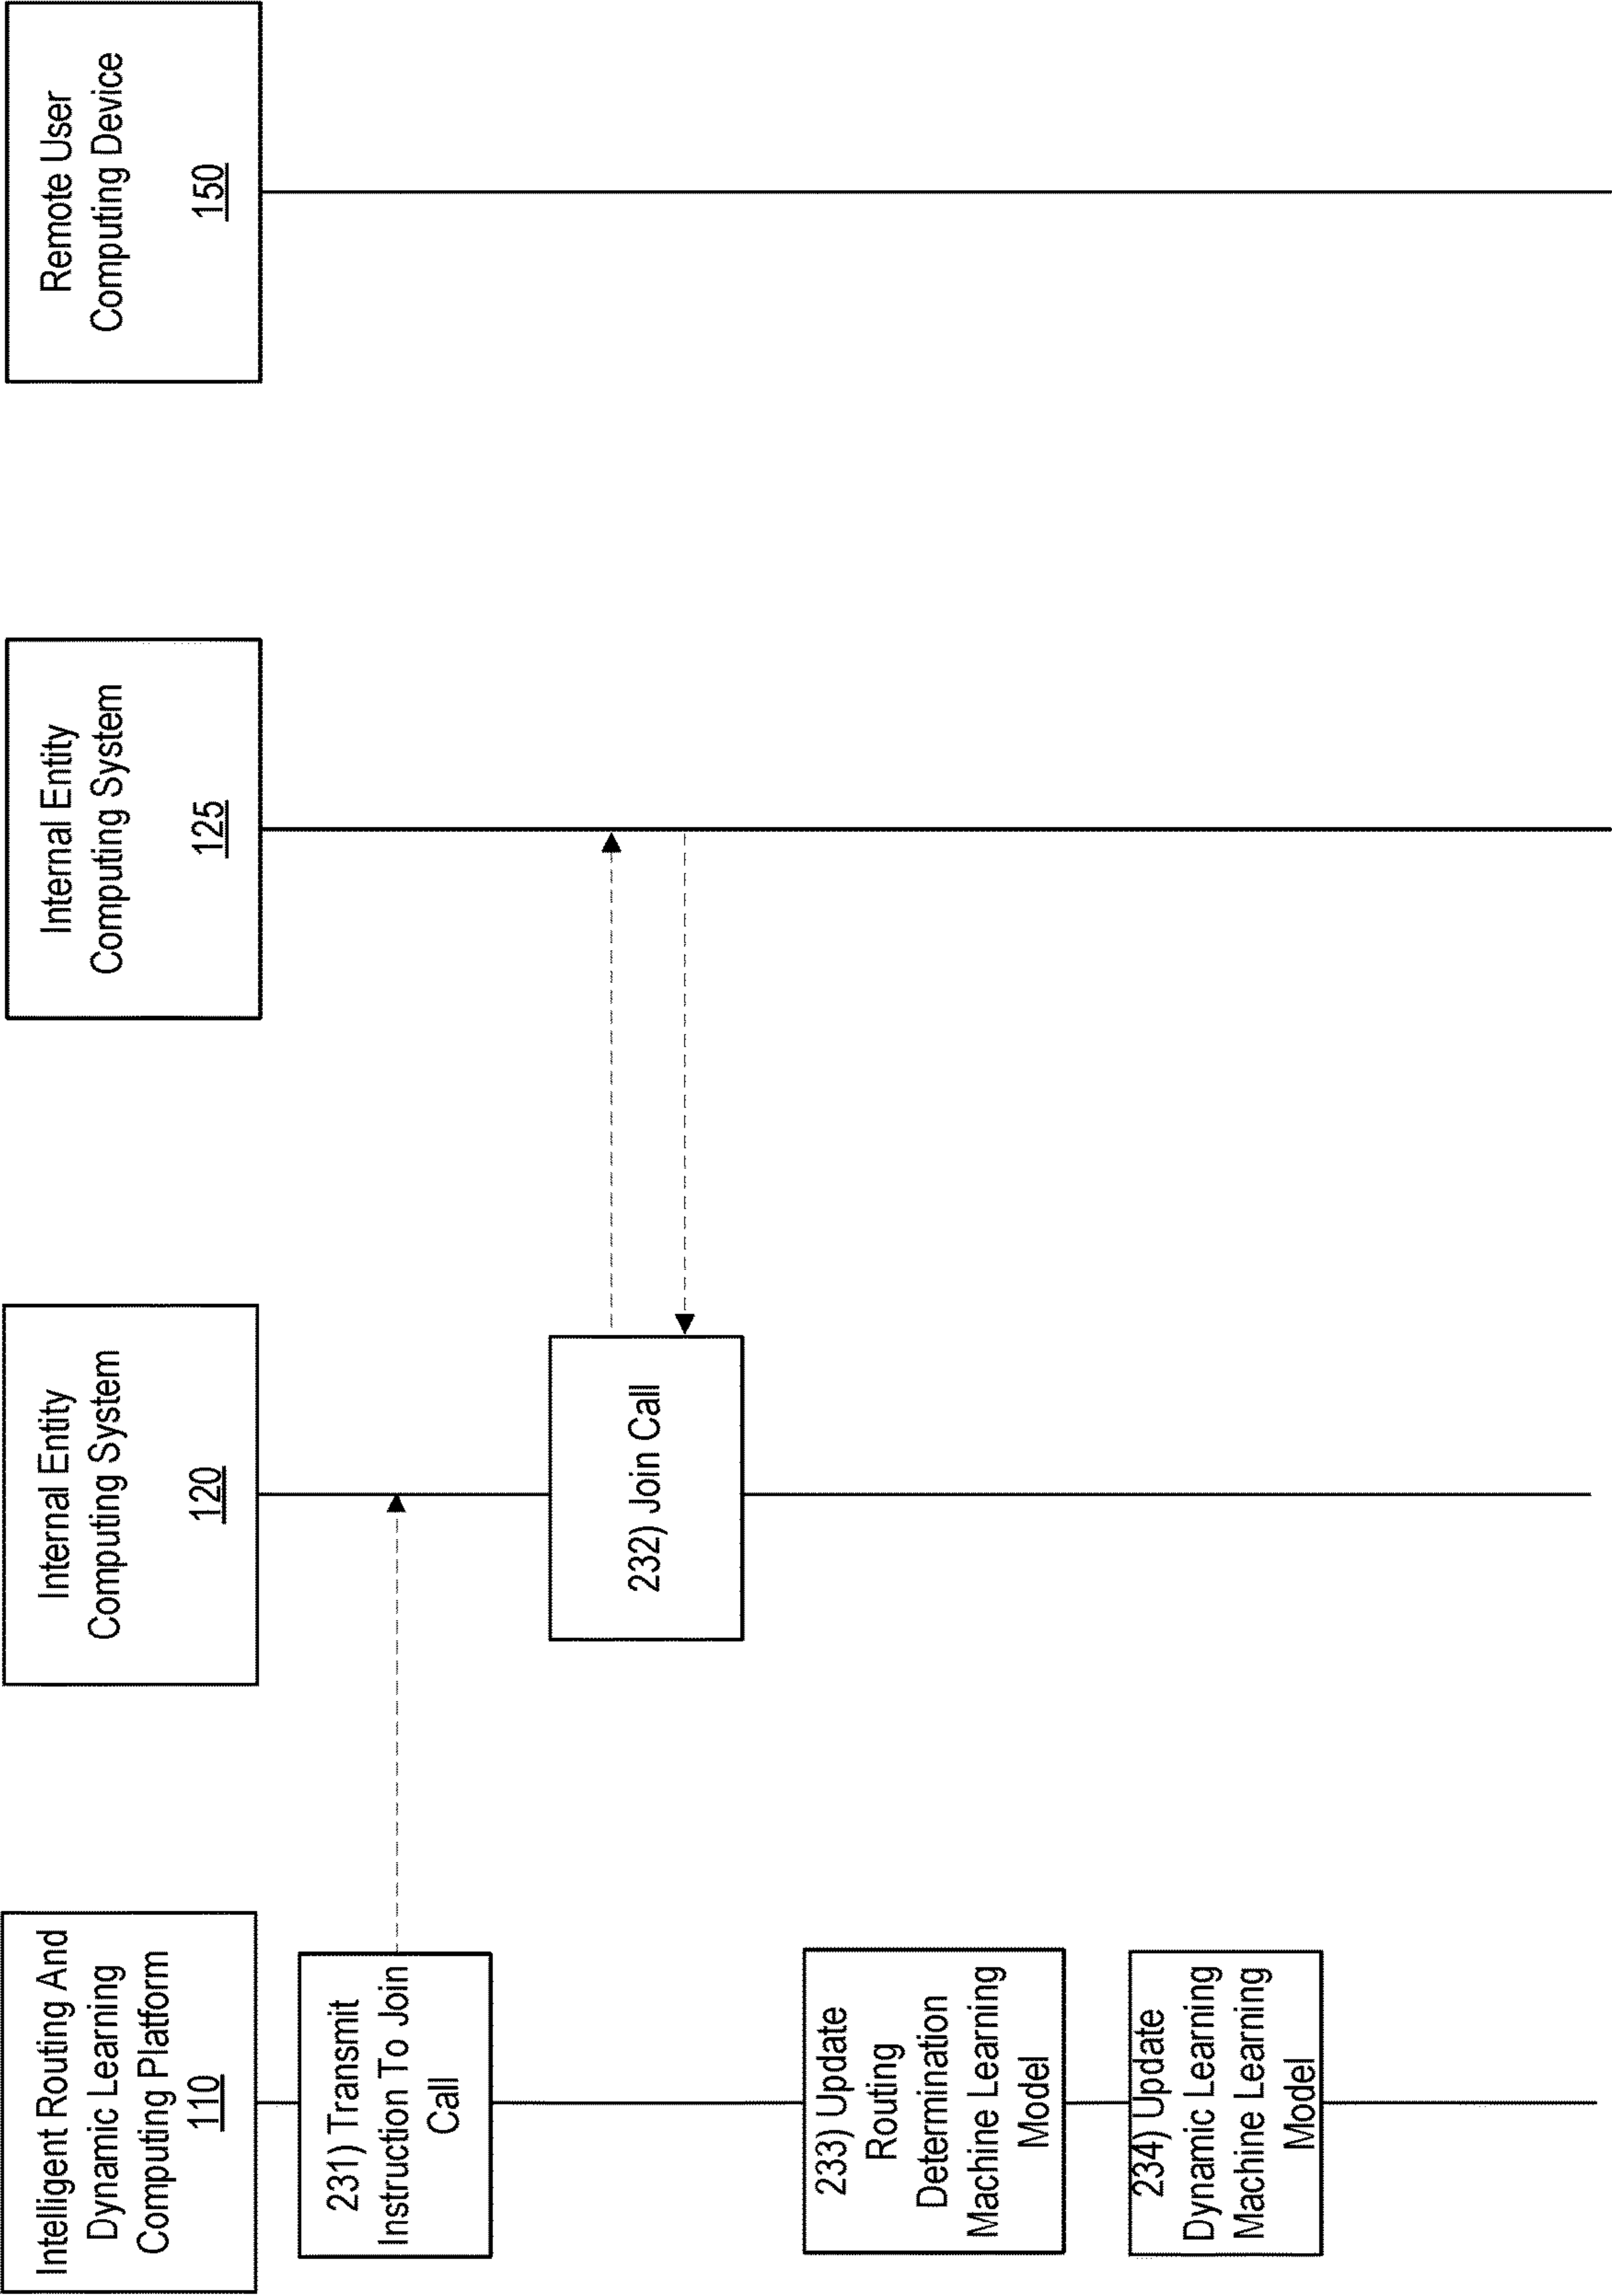 Intelligent Routing And
Dynamic Learning
Computing Platform
110
Internal Entity
Computing System
120
Internal Entity
Computing System
125
Remote User
Computing Device
150
231) Transmit
Instruction To Join
Call
232) Join Call
233) Update
Routing
Determination
Machine Learning
Model
234) Update
Dynamic Learning
Machine Learning
Model